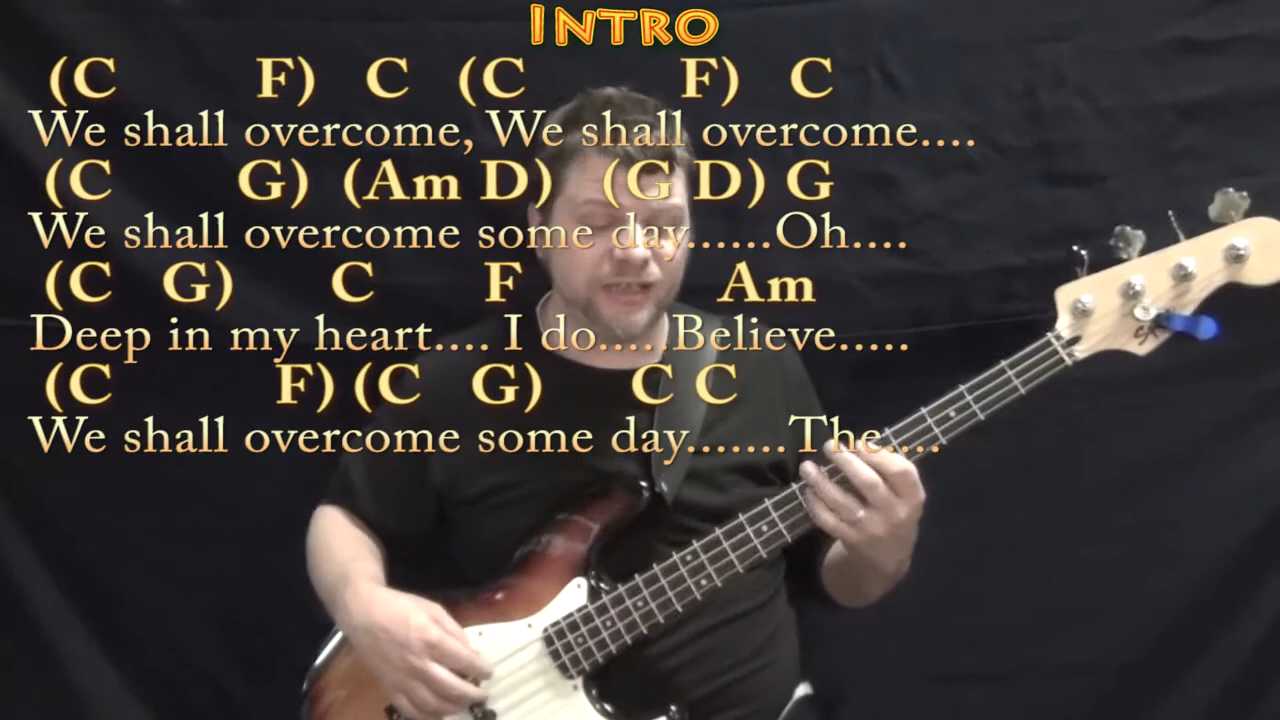 INTRO
(C F) C (C F) C
We shall overcome, We shall overcome....
(C G) (Am D) (G D) G
We shall overcome some day......Oh....
(C G) C F Am
Deep in my heart.... I do.....Believe.....
(C F) (C G) C C
We shall overcome some day.......The....